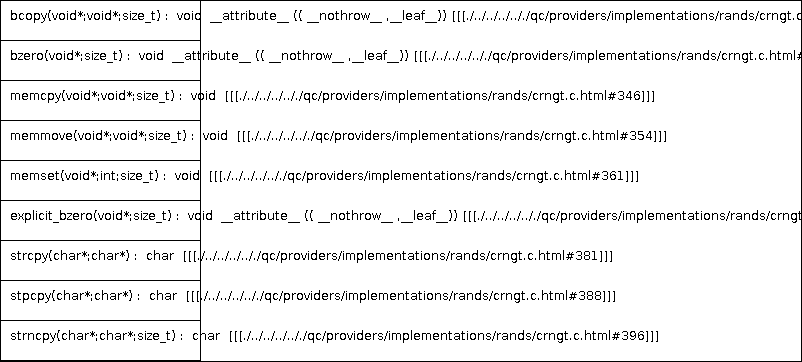 bcopy(void*;void*;size_t) : void __attribute__ (( __nothrow__ ,__leaf__)) [[[./../../../././qc/providers/implementations/rands/crngt.c
bzero(void*;size_t) : void __attribute__ (( __nothrow__ ,__leaf__)) [[[./../../../././qc/providers/implementations/rands/crngt.c.html#
memcpy(void*;void*;size_t) : void [[[./../../../././qc/providers/implementations/rands/crngt.c.html#346]]]
memmove(void*;void*;size_t) : void [[[./../../../././qc/providers/implementations/rands/crngt.c.html#354]]]
memset(void*;int;size_t) : void [[[./../../../././qc/providers/implementations/rands/crngt.c.html#361]]]
explicit_bzero(void*;size_t) : void __attribute__ (( __nothrow__ ,__leaf__)) [[[./../../../././qc/providers/implementations/rands/crngt
strcpy(char*;char*) : char [[[./../../../././qc/providers/implementations/rands/crngt.c.html#381]]]
stpcpy(char*;char*) : char [[[./../../../././qc/providers/implementations/rands/crngt.c.html#388]]]
strncpy(char*;char*;size_t) : char [[[./../../../././qc/providers/implementations/rands/crngt.c.html#396]]]